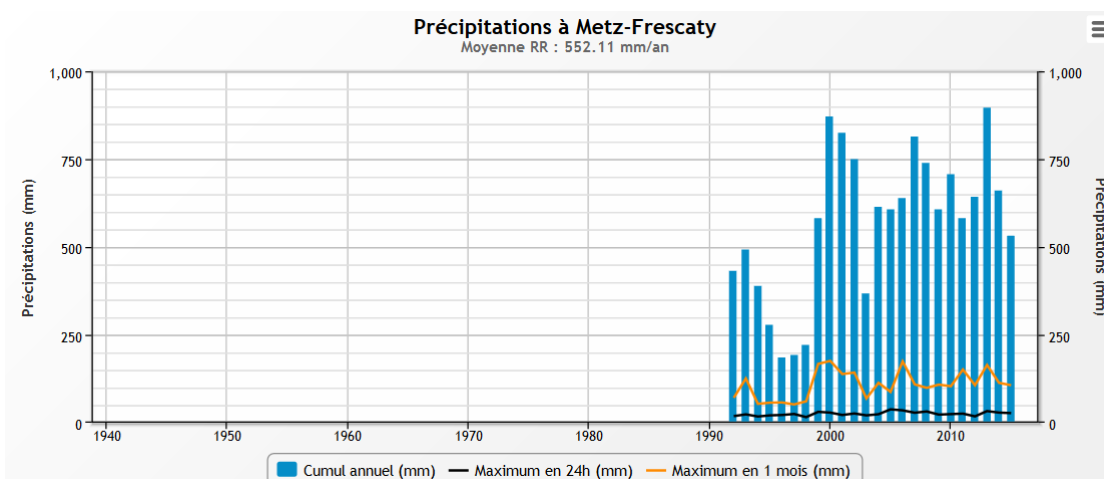 Précipitations à Metz-Frescaty
Moyenne RR : 552.11 mm/an
1,000
750
500
250
0
Précipitations (mm)
1,000
750
500
250
0
Précipitations (mm)
1940 1950 1960 1970 1980 1990 2000 2010
Cumul annuel (mm) Maximum en 24h (mm) Maximum en 1 mois (mm)